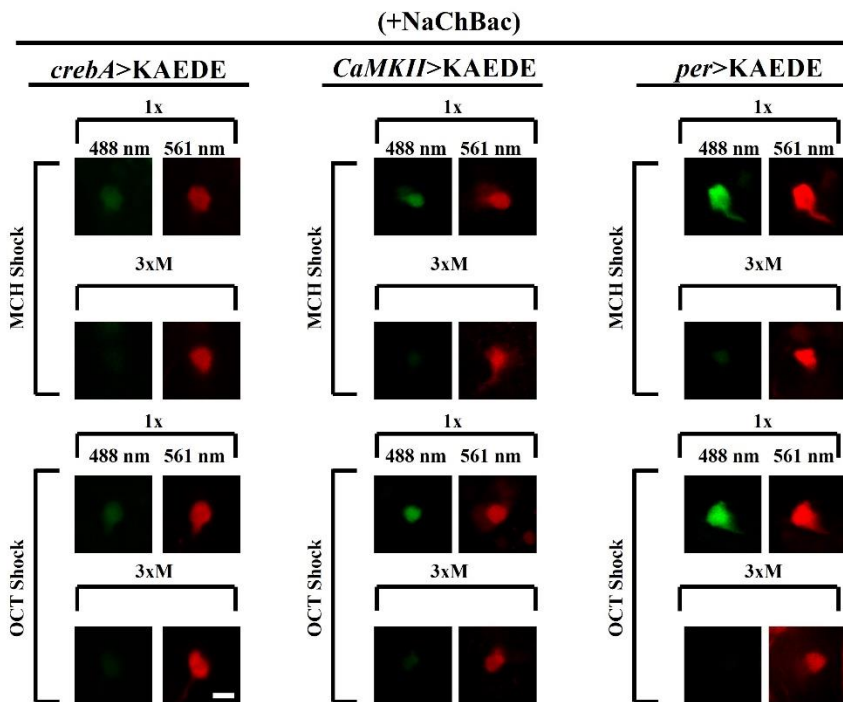 (+NaChBac)
crebA>KAEDE CaMKII>KAEDE per>KAEDE
1x 1x 1x
488 nm 561 nm 488 nm 561 nm 488 nm 561 nm
MCH Shock MCH Shock MCH Shock
3xM 3xM 3xM
1x 1x 1x
488 nm 561 nm 488 nm 561 nm 488 nm 561 nm
OCT Shock OCT Shock OCT Shock
3xM 3xM 3xM